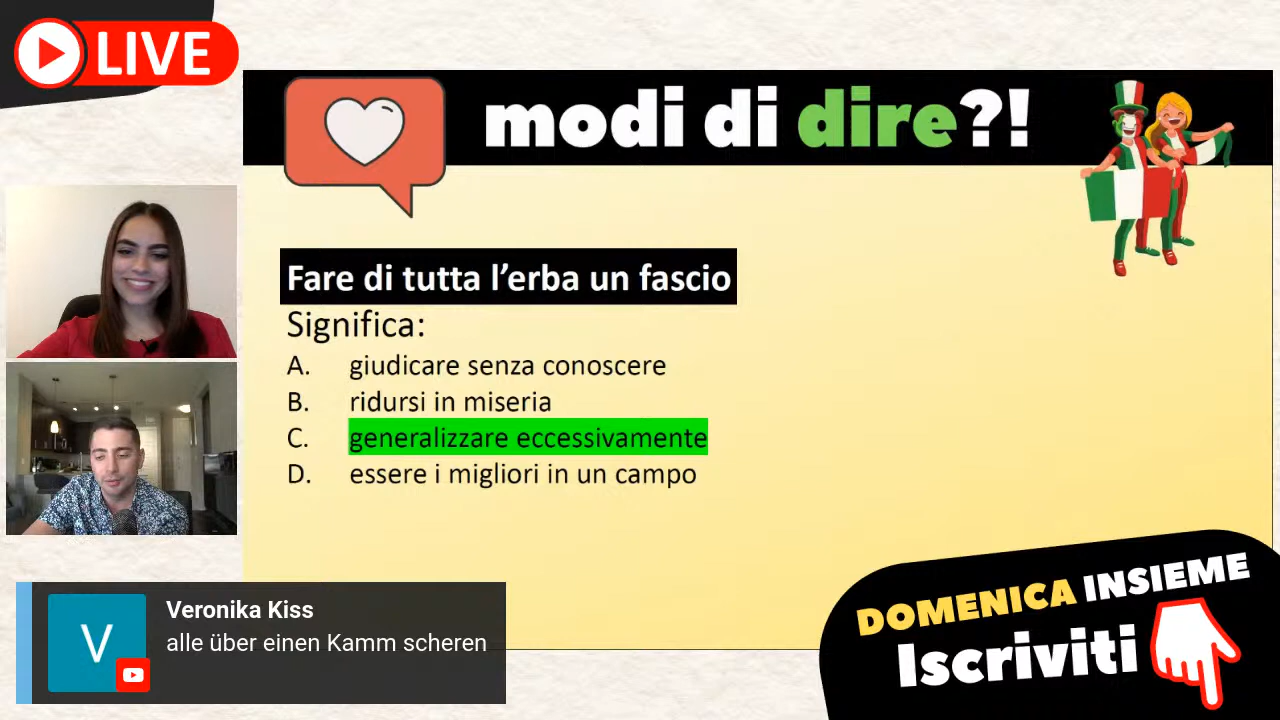 LIVE
modi di dire?!
Fare di tutta l’erba un fascio
Significa:
A. giudicare senza conoscere
B. ridursi in miseria
C. generalizzare eccessivamente
D. essere i migliori in un campo
V
Veronika Kiss
alle über einen Kamm scheren
DOMENICA INSIEME
Iscriviti